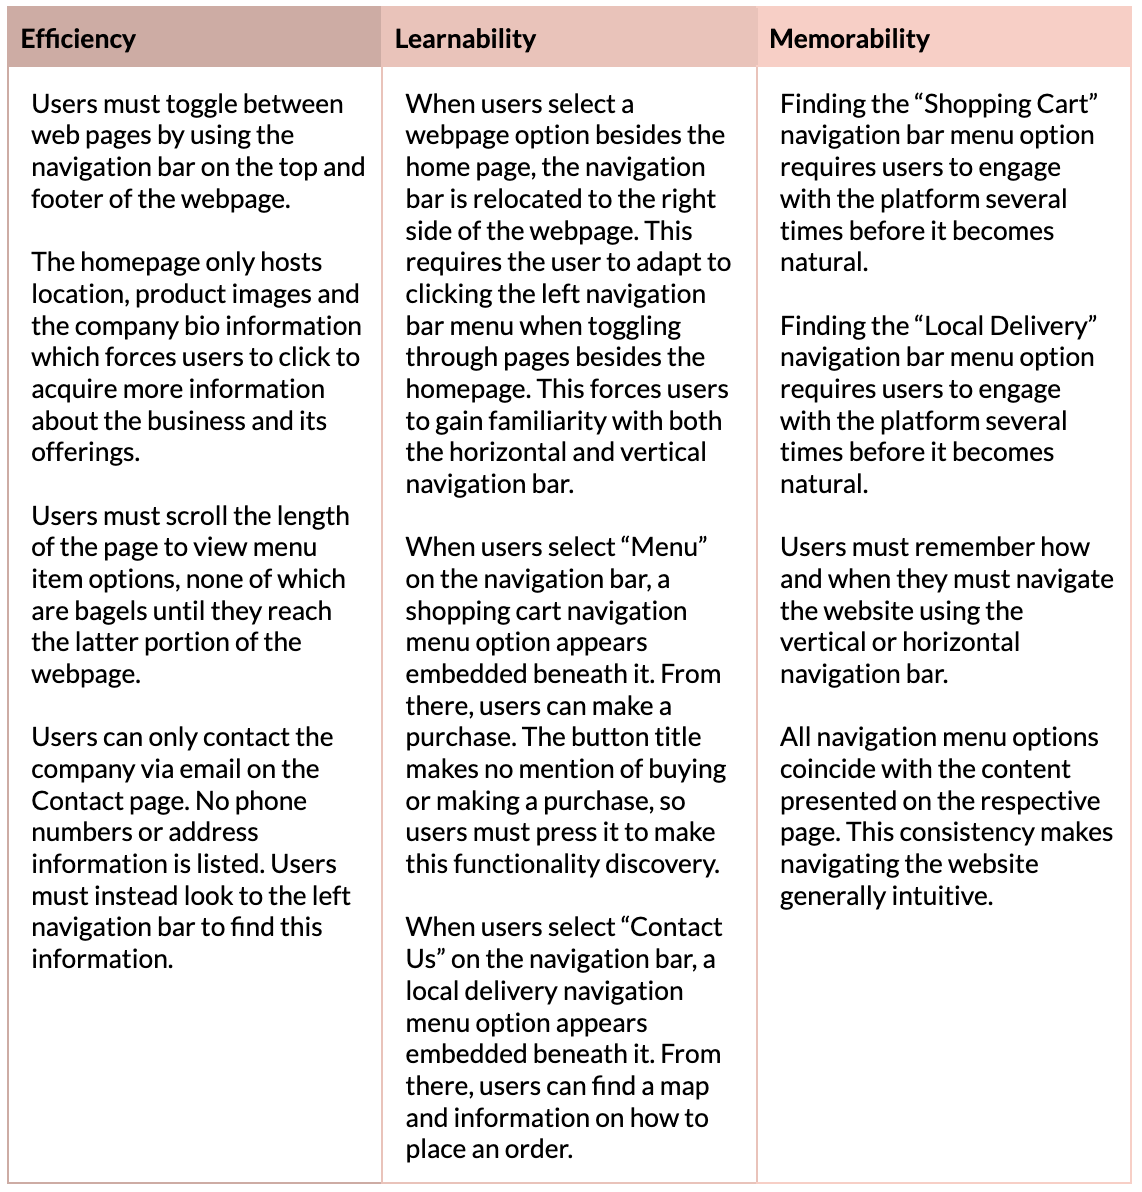 Efficiency
Users must toggle between
web pages by using the
navigation bar on the top and
footer of the webpage.
The homepage only hosts
location, product images and
the company bio information
which forces users to click to
acquire more information
about the business and its
offerings.
Users must scroll the length
of the page to view menu
item options, none of which
are bagels until they reach
the latter portion of the
webpage.
Users can only contact the
company via email on the
Contact page. No phone
numbers or address
information is listed. Users
must instead look to the left
navigation bar to find this
information.
Learnability
When users select a
webpage option besides the
home page, the navigation
bar is relocated to the right
side of the webpage. This
requires the user to adapt to
clicking the left navigation
bar menu when toggling
through pages besides the
homepage. This forces users
to gain familiarity with both
the horizontal and vertical
navigation bar.
When users select “Menu”
on the navigation bar, a
shopping cart navigation
menu option appears
embedded beneath it. From
there, users can make a
purchase. The button title
makes no mention of buying
or making a purchase, so
users must press it to make
this functionality discovery.
When users select “Contact
Us” on the navigation bar, a
local delivery navigation
menu option appears
embedded beneath it. From
there, users can find a map
and information on how to
place an order.
Memorability
Finding the “Shopping Cart”
navigation bar menu option
requires users to engage
with the platform several
times before it becomes
natural.
Finding the “Local Delivery”
navigation bar menu option
requires users to engage
with the platform several
times before it becomes
natural.
Users must remember how
and when they must navigate
the website using the
vertical or horizontal
navigation bar.
All navigation menu options
coincide with the content
presented on the respective
page. This consistency makes
navigating the website
generally intuitive.